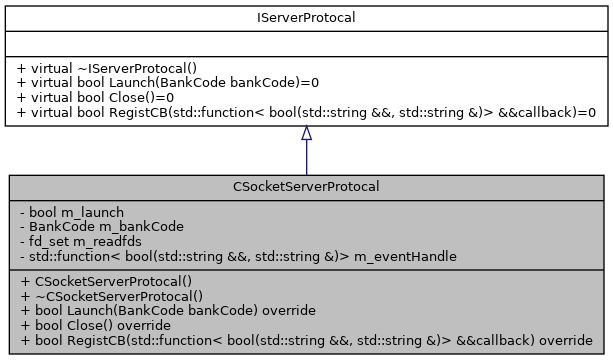 IServerProtocal
+ virtual ~IServerProtocal()
+ virtual bool Launch(BankCode bankCode)=0
+ virtual bool Close()=0
+ virtual bool RegistCB(std::function< bool(std::string &&, std::string &)> &&callback)=0
CSocketServerProtocal
- bool m_launch
- BankCode m_bankCode
- fd_set m_readfds
- std::function< bool(std::string &&, std::string &)> m_eventHandle
+ CSocketServerProtocal()
+ ~CSocketServerProtocal()
+ bool Launch(BankCode bankCode) override
+ bool Close() override
+ bool RegistCB(std::function< bool(std::string &&, std::string &)> &&callback) override